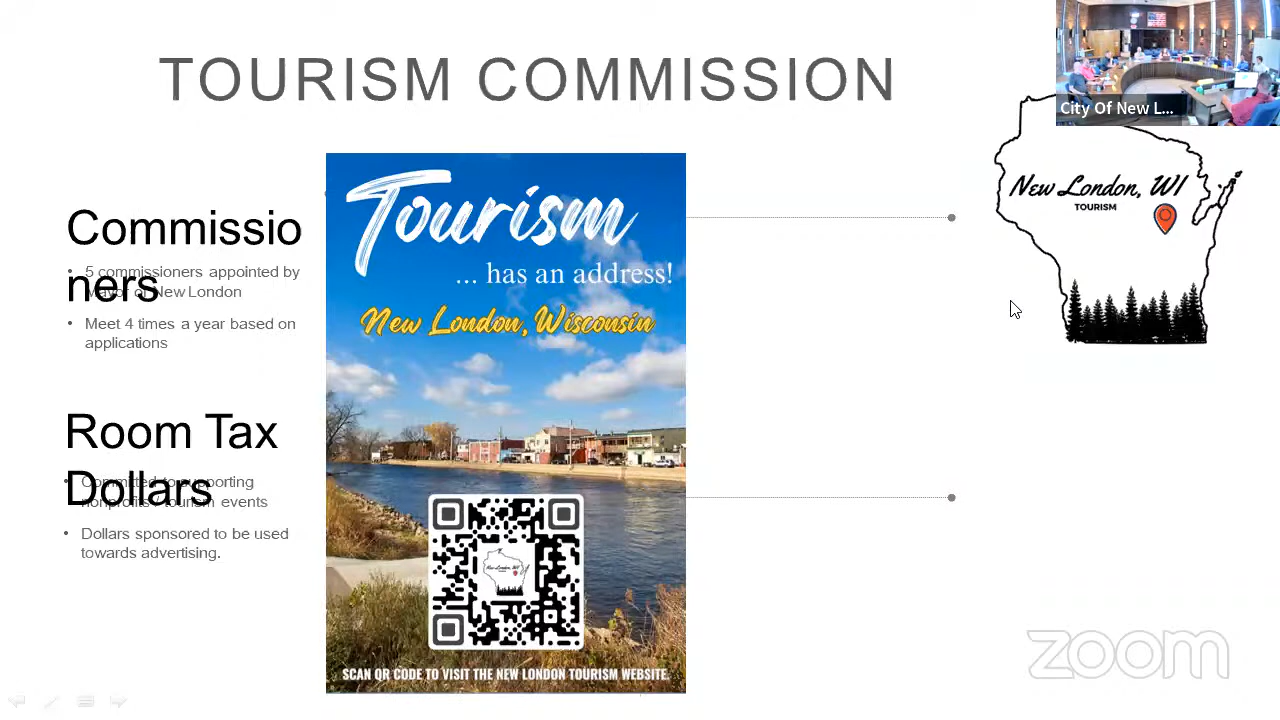 TOURISM COMMISSION
City Of New L...
Commissio
ners
5 commissioners appointed by
Mayor of New London
Meet 4 times a year based on
applications
Room Tax
Dollars
Committed to supporting
nonprofits / tourism events
Dollars sponsored to be used
towards advertising.
Tourism
... has an address!
New London, Wisconsin
SCAN QR CODE TO VISIT THE NEW LONDON TOURISM WEBSITE.
New London, WI
TOURISM
zoom